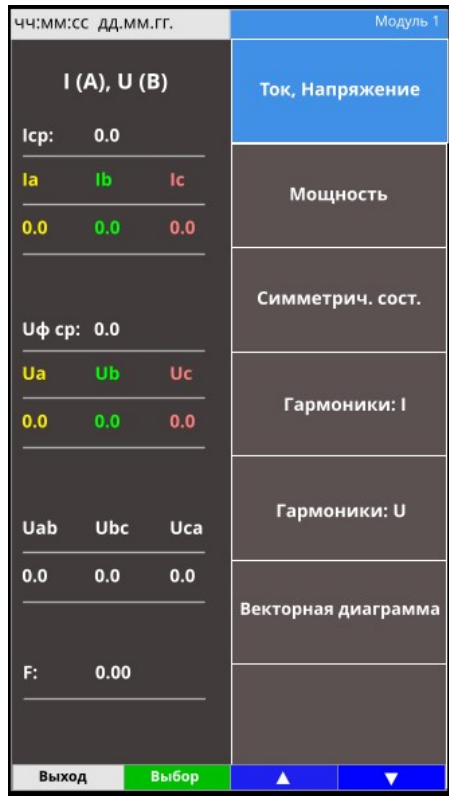 чч:мм:сс дд.мм.гг.
Модуль 1
I (A), U (B)
Iср: 0.0
Ia Ib Ic
0.0 0.0 0.0
Uф ср: 0.0
Ua Ub Uc
0.0 0.0 0.0
Uab Ubc Uca
0.0 0.0 0.0
F: 0.00
Ток, Напряжение
Мощность
Симметрич. сост.
Гармоники: I
Гармоники: U
Векторная диаграмма
Выход Выбор ▲ ▼